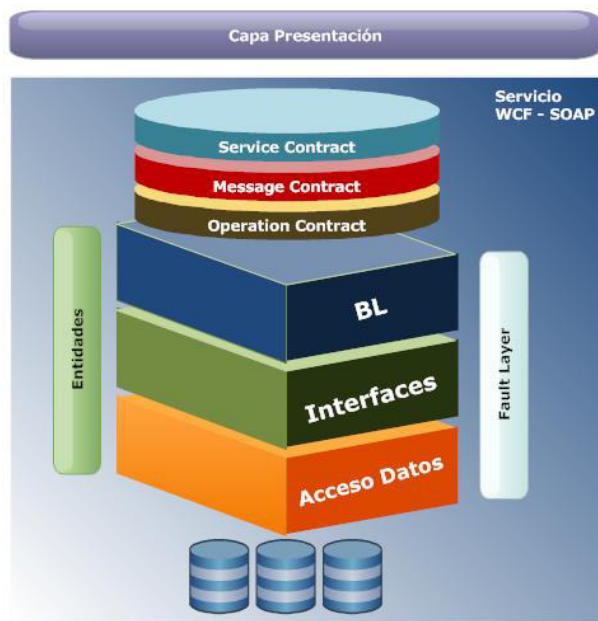 Capa Presentación
Servicio
WCF - SOAP
Service Contract
Message Contract
Operation Contract
Entidades
BL
Interfaces
Acceso Datos
Fault Layer